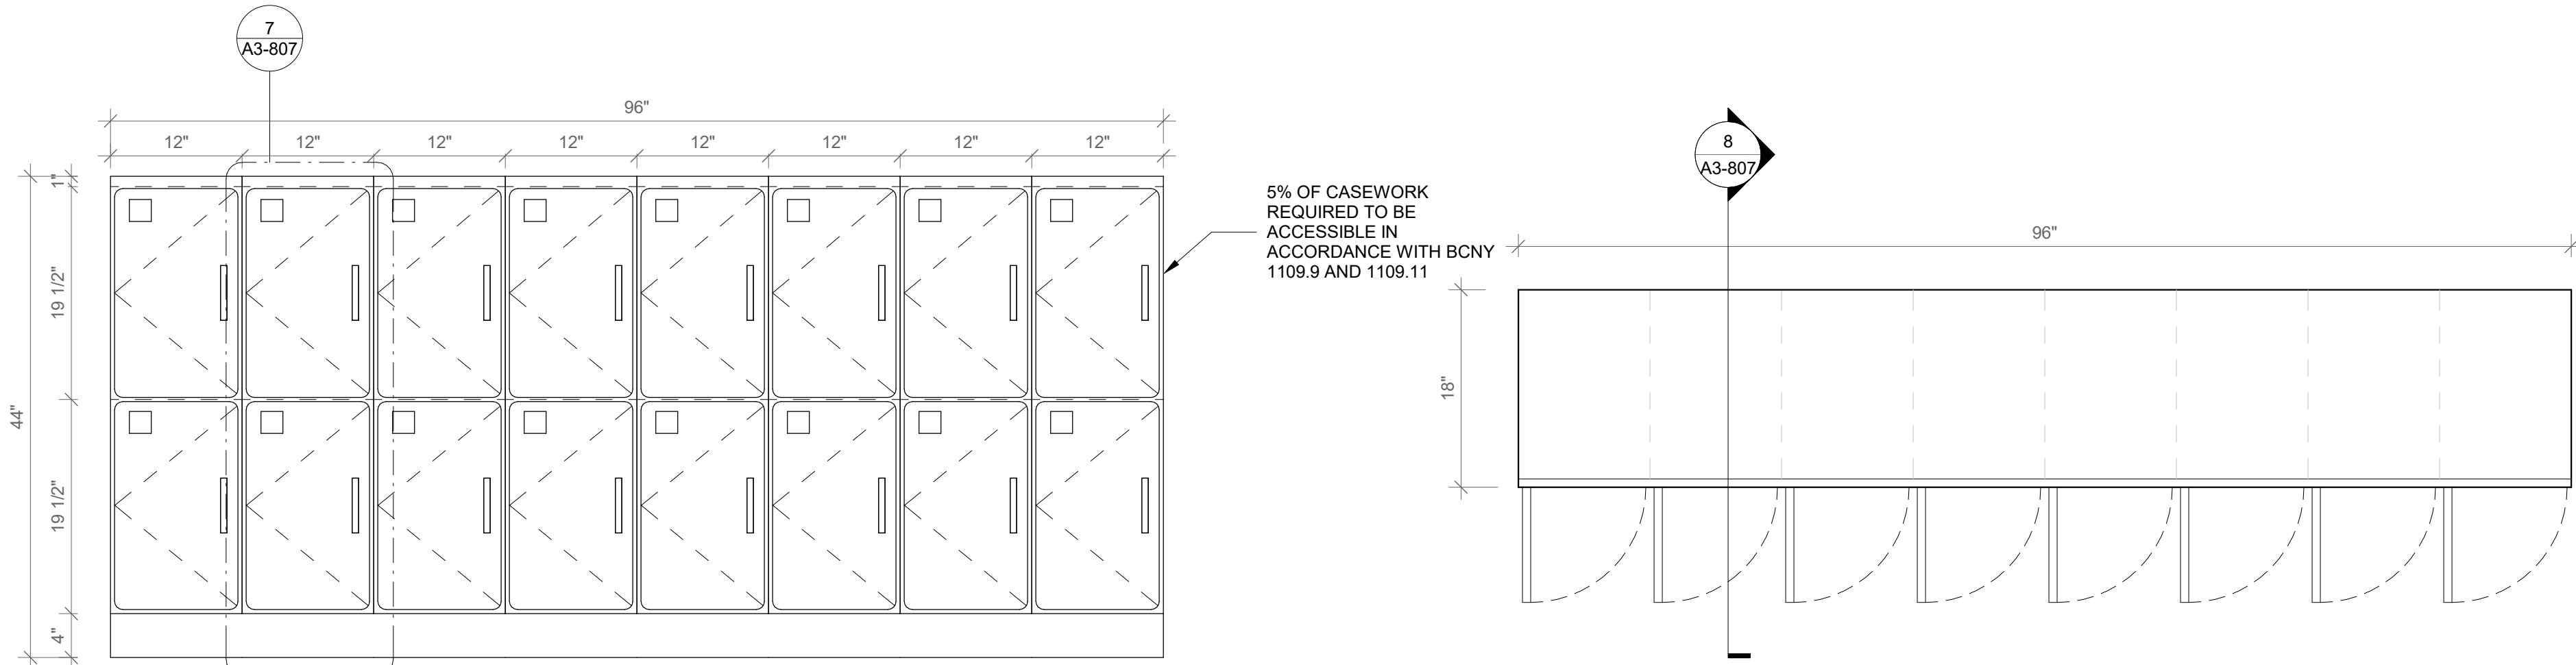 7
A3-807
96"
12" 12" 12" 12" 12" 12" 12" 12"
1"
19 1/2"
44"
19 1/2"
4"
5% OF CASEWORK
REQUIRED TO BE
ACCESSIBLE IN
ACCORDANCE WITH BCNY
1109.9 AND 1109.11
8
A3-807
96"
18"